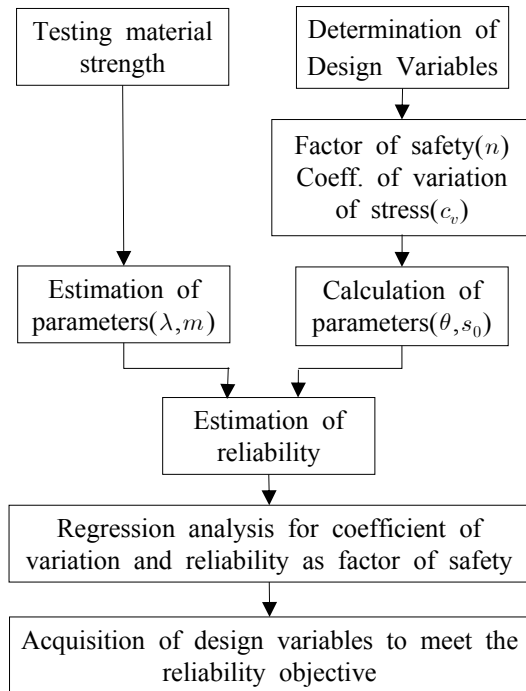 Testing material
strength
Determination of
Design Variables
Factor of safety(n)
Coeff. of variation
of stress(c_v)
Estimation of
parameters(λ,m)
Calculation of
parameters(θ,s_0)
Estimation of
reliability
Regression analysis for coefficient of
variation and reliability as factor of safety
Acquisition of design variables to meet the
reliability objective